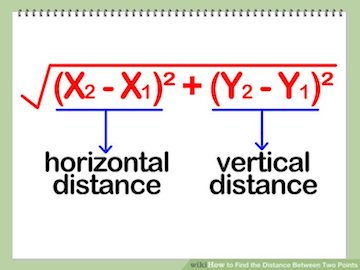 √(X₂ - X₁)² + (Y₂ - Y₁)²
horizontal distance
vertical distance
wikiHow to Find the Distance Between Two Points